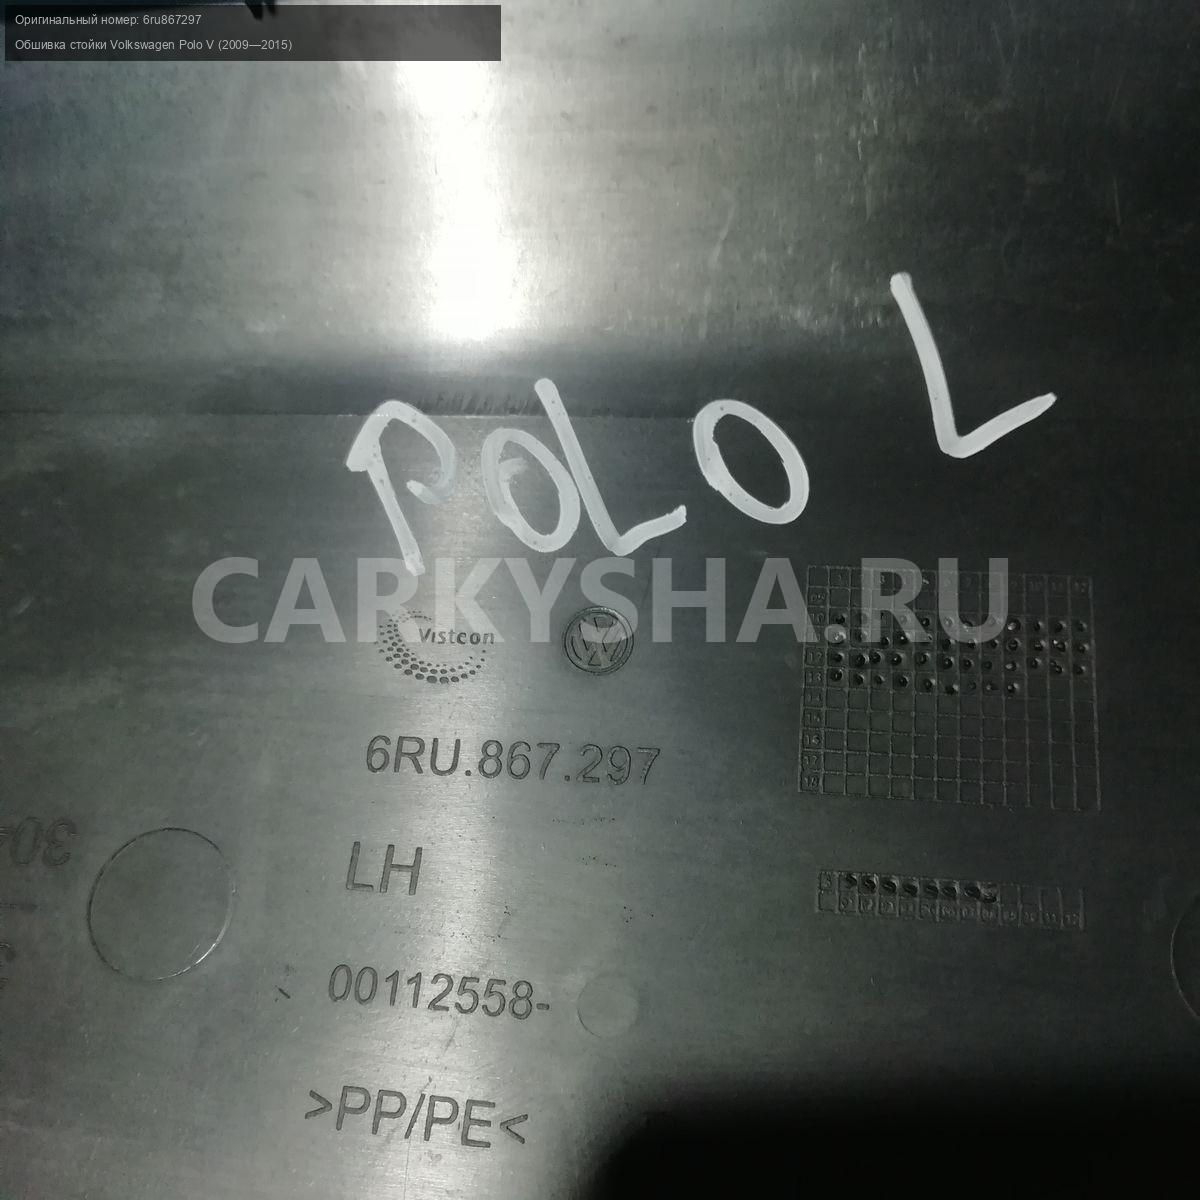 Оригинальный номер: 6ru867297
Обшивка стойки Volkswagen Polo V (2009—2015)
POLO L
CARKYSHA.RU
Visteon
6RU.867.297
LH
00112558-
>PP/PE<